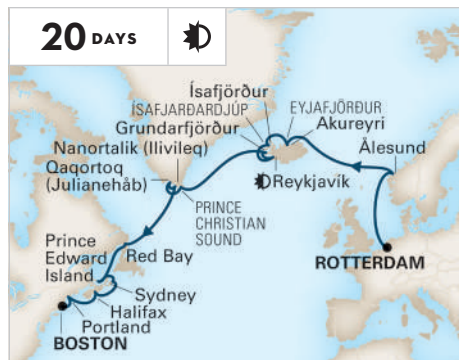 20 DAYS
Ísafjörður
ÍSAFJARÐARDJÚP
EYJAFJÖRÐUR
Grundarfjörður
Akureyri
Nanortalik (Ilivileq)
Ålesund
Qaqortoq
(Julianehåb)
Reykjavík
PRINCE
CHRISTIAN
SOUND
Prince
Edward
Island
Red Bay
ROTTERDAM
Sydney
Halifax
Portland
BOSTON